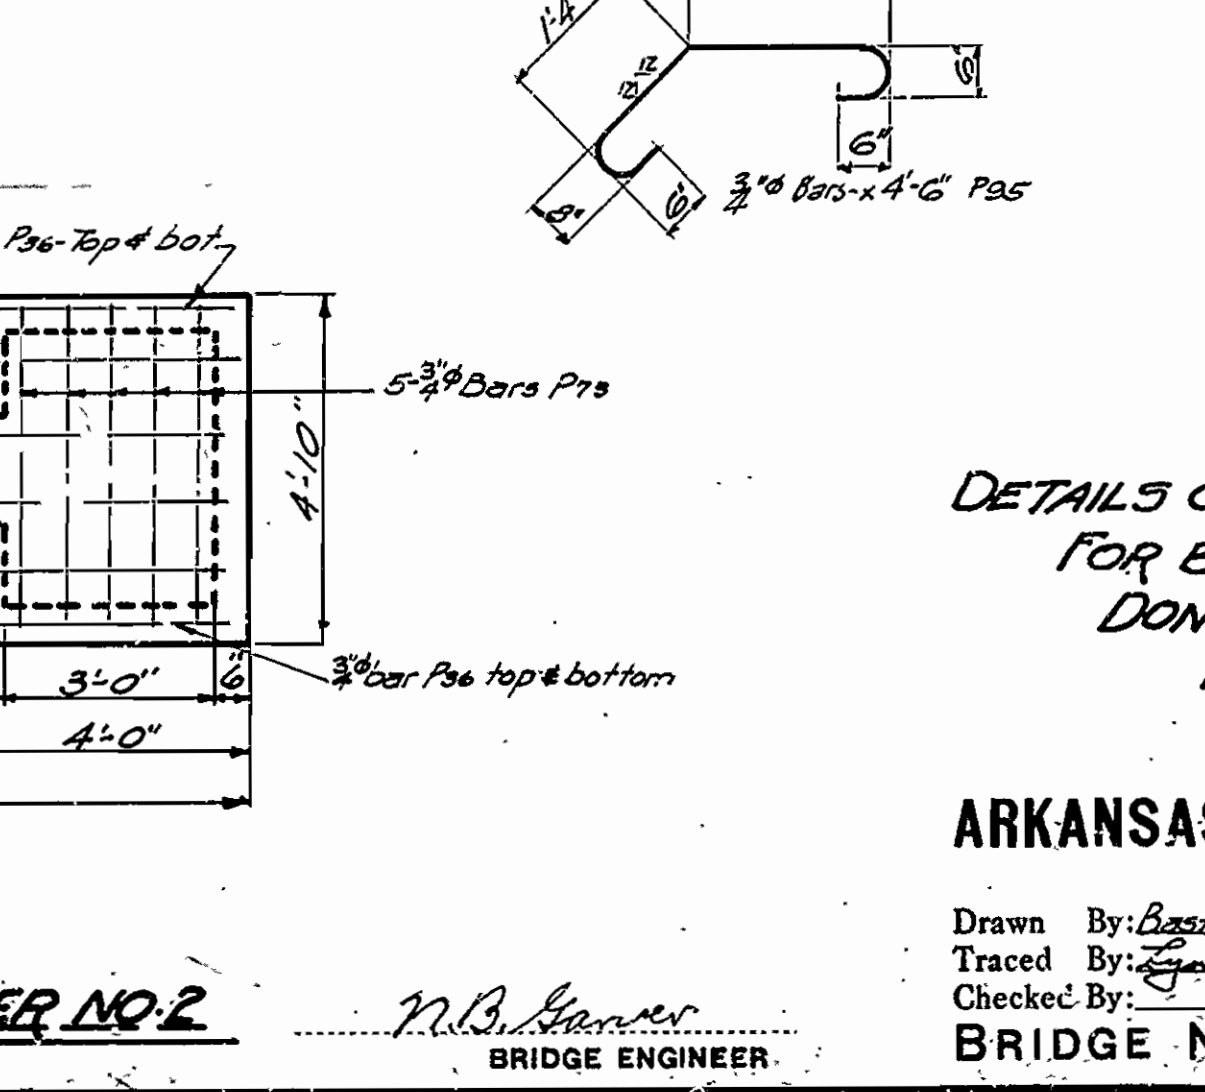 1'-4
12
12
6"
6"
8"
6"
3/4"φ Bars-x 4'-6" P95
P36-Top & bot.
5-3/4"φ Bars P73
4'-10"
3/4"φ bar P36 top & bottom
3'-0"
6"
4'-0"
DETAILS
FOR
ARKANSAS
Drawn By:
Traced By:
Checked By:
BRIDGE
ER NO. 2
N.B. Garver
BRIDGE ENGINEER